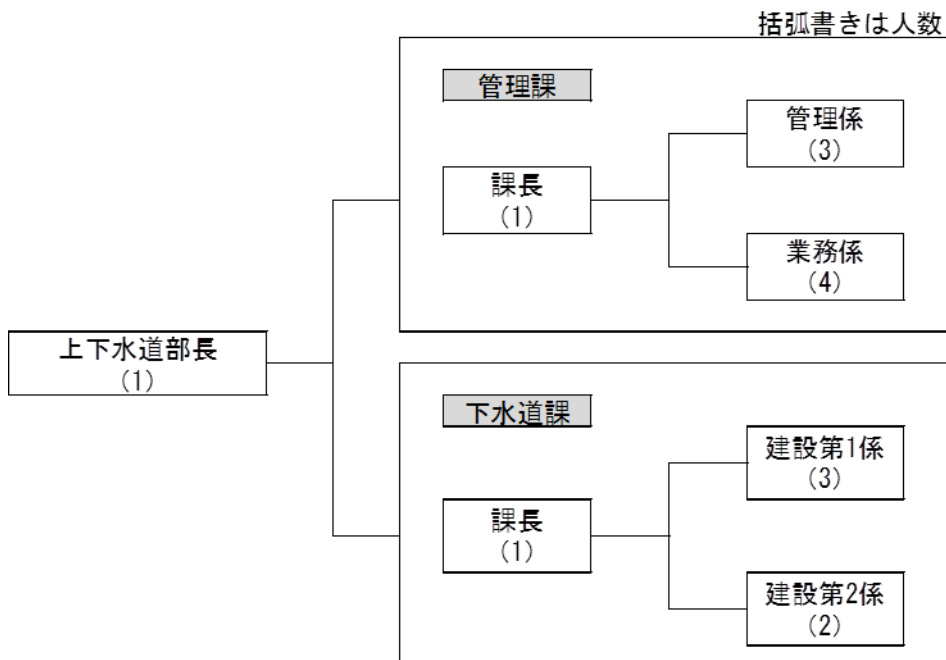 括弧書きは人数
管理課
課長
(1)
管理係
(3)
業務係
(4)
上下水道部長
(1)
下水道課
課長
(1)
建設第1係
(3)
建設第2係
(2)